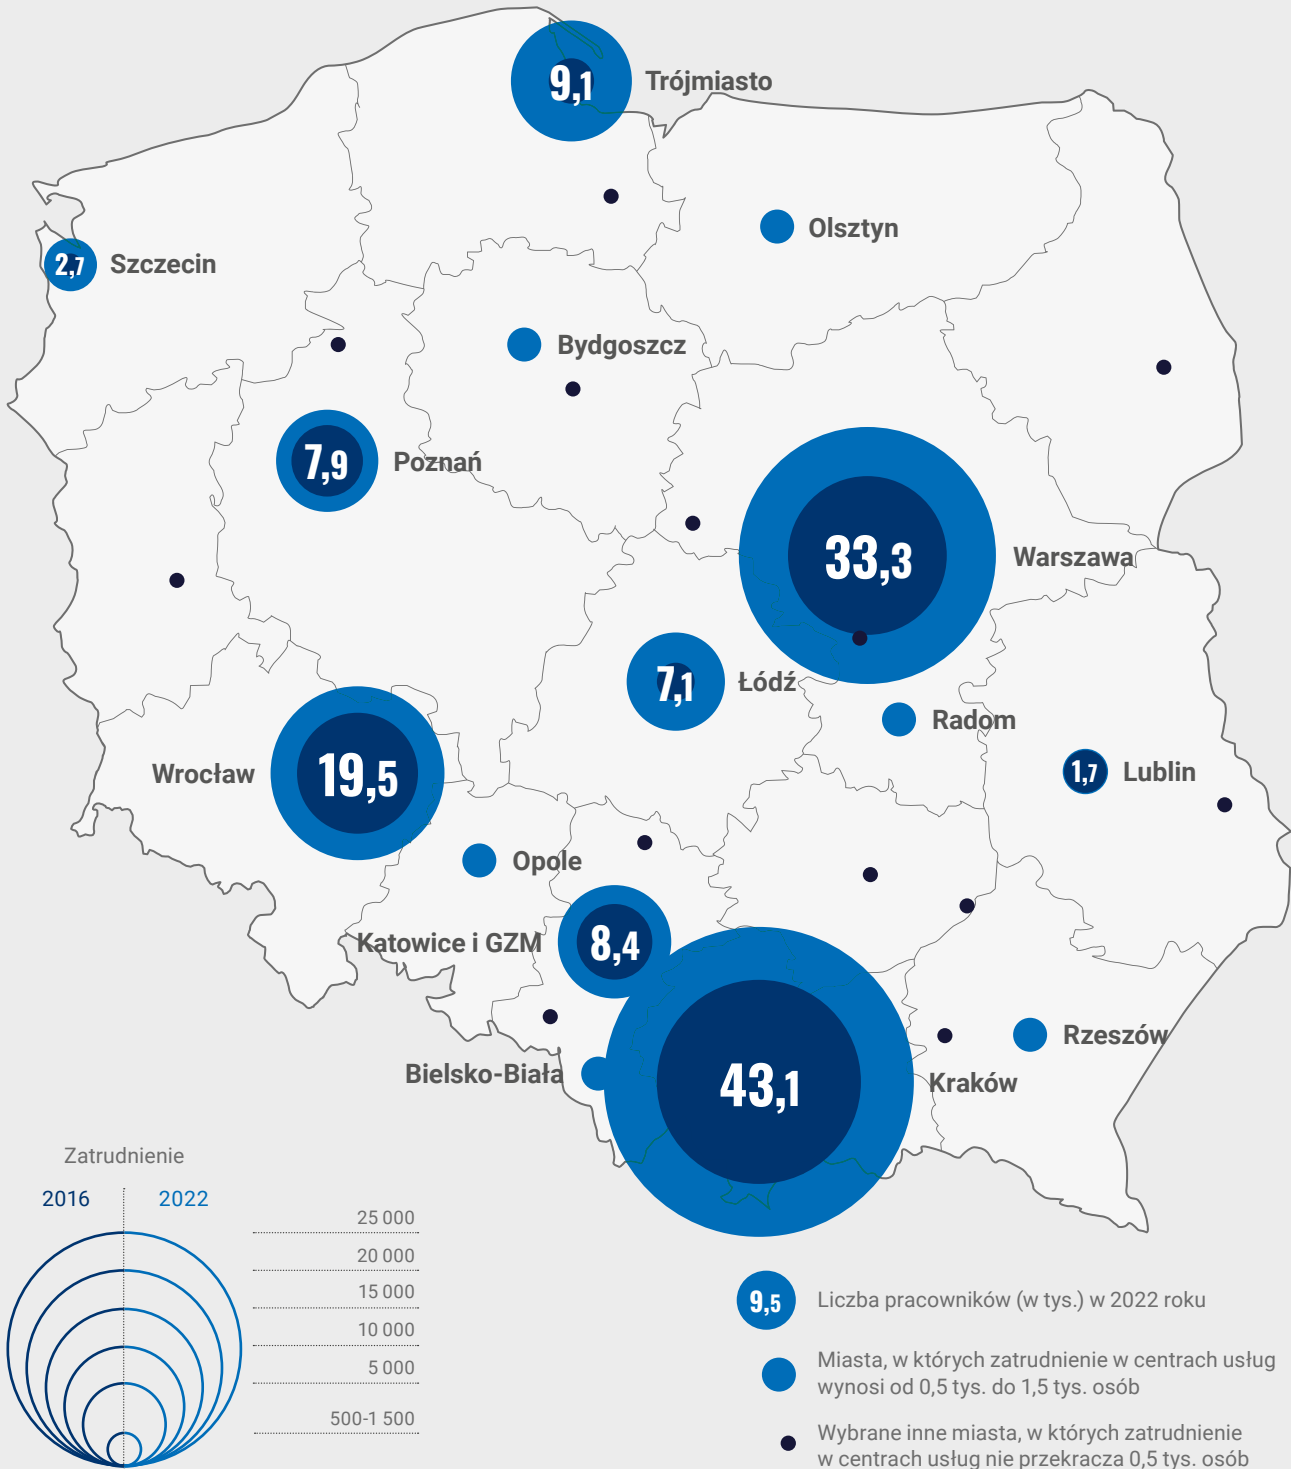 9,1
Trójmiasto
Olsztyn
2,7
Szczecin
Bydgoszcz
7,9
Poznań
33,3
Warszawa
7,1
Łódź
Radom
19,5
Wrocław
1,7
Lublin
Opole
Katowice i GZM
8,4
Rzeszów
Bielsko-Biała
43,1
Kraków
Zatrudnienie
2016
2022
25 000
20 000
15 000
10 000
5 000
500-1 500
9,5
Liczba pracowników (w tys.) w 2022 roku
Miasta, w których zatrudnienie w centrach usług
wynosi od 0,5 tys. do 1,5 tys. osób
Wybrane inne miasta, w których zatrudnienie
w centrach usług nie przekracza 0,5 tys. osób